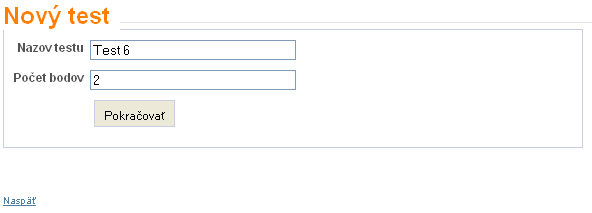 Nový test
Nazov testu Test 6
Počet bodov 2
Pokračovať
Naspäť